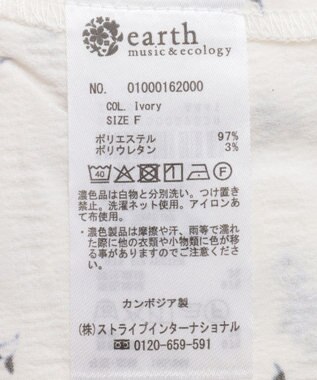 earth
music & ecology
NO. 01000162000
COL. Ivory
SIZE F
ポリエステル 97%
ポリウレタン 3%
40 F
濃色品は白物と分別洗い。つけ置き
禁止。洗濯ネット使用。アイロンあ
て布使用。
・濃色製品は摩擦や汗、雨等で濡れ
た際に他の衣類や小物類に色が移
る事がありますのでご注意くださ
い。
カンボジア製
(株)ストライプインターナショナル
0120-659-591